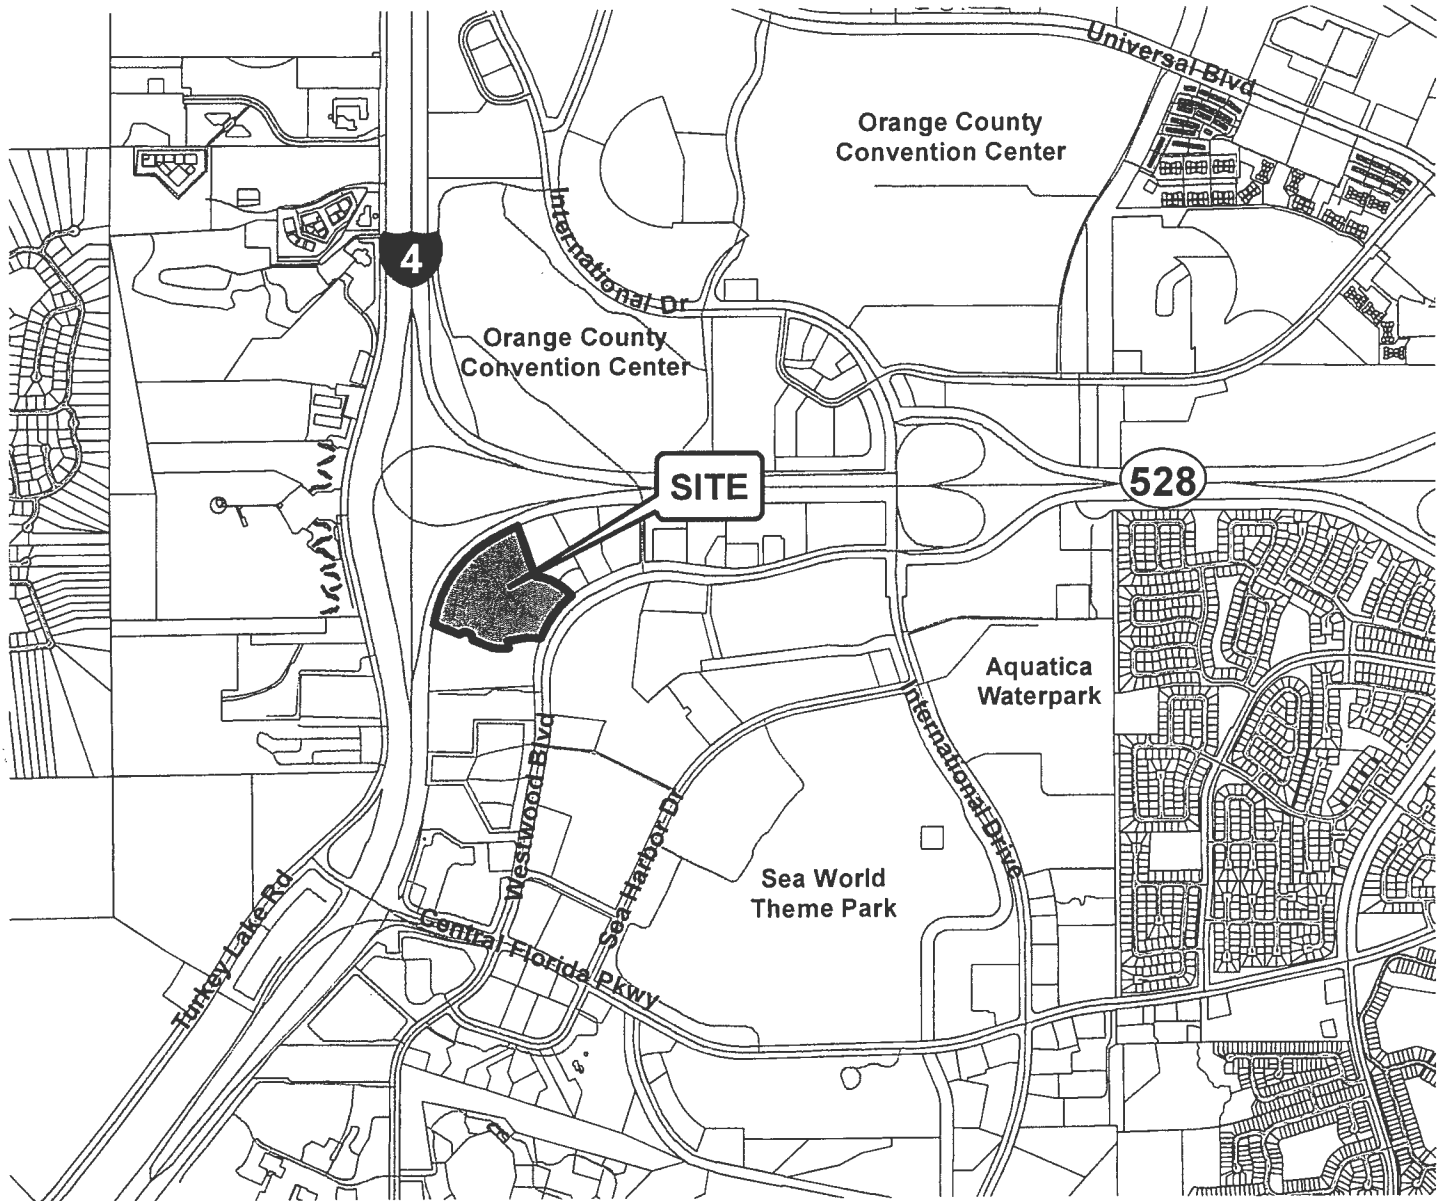 Universal Blvd
Orange County
Convention Center
International Dr
4
Orange County
Convention Center
SITE
528
Aquatica
Waterpark
International Drive
Westwood Blvd
Sea Harbor Dr
Sea World
Theme Park
Turkey Lake Rd
Central Florida Pkwy